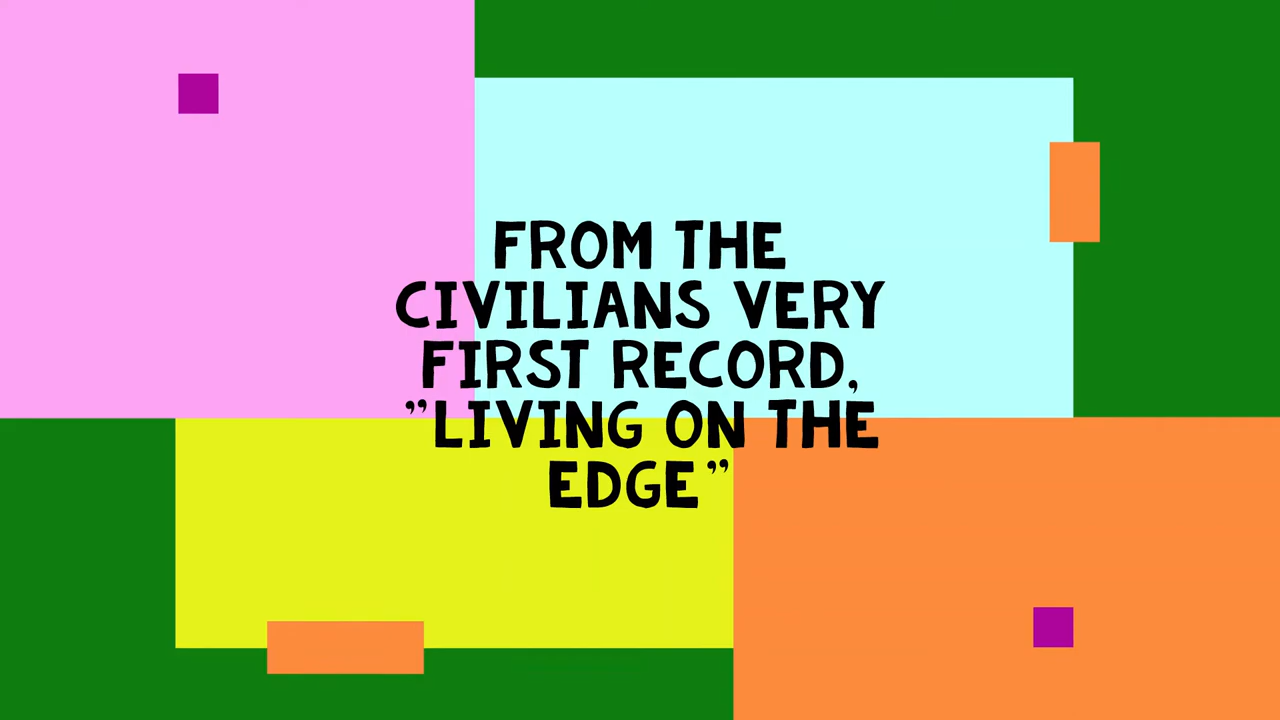 FROM THE
CIVILIANS VERY
FIRST RECORD,
”LIVING ON THE
EDGE”